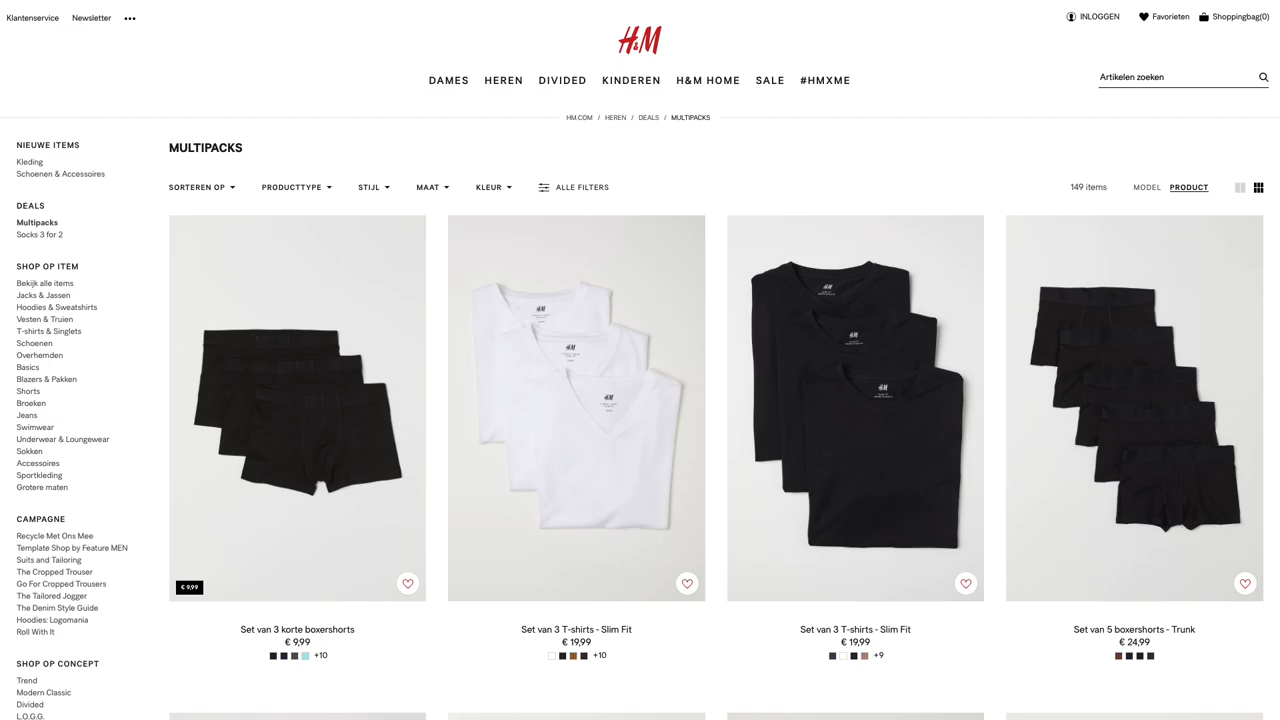 Klantenservice
Newsletter
•••
INLOGGEN
Favorieten
Shoppingbag(0)
H&M
DAMES
HEREN
DIVIDED
KINDEREN
H&M HOME
SALE
#HMXME
Artikelen zoeken
HM.COM / HEREN / DEALS / MULTIPACKS
NIEUWE ITEMS
Kleding
Schoenen & Accessoires
DEALS
Multipacks
Socks 3 for 2
SHOP OP ITEM
Bekijk alle items
Jacks & Jassen
Hoodies & Sweatshirts
Vesten & Truien
T-shirts & Singlets
Schoenen
Overhemden
Basics
Blazers & Pakken
Shorts
Broeken
Jeans
Swimwear
Underwear & Loungewear
Sokken
Accessoires
Sportkleding
Grotere maten
CAMPAGNE
Recycle Met Ons Mee
Template Shop by Feature MEN
Suits and Tailoring
The Cropped Trouser
Go For Cropped Trousers
The Tailored Jogger
The Denim Style Guide
Hoodies: Logomania
Roll With It
SHOP OP CONCEPT
Trend
Modern Classic
Divided
L.O.G.G.
MULTIPACKS
SORTEREN OP
PRODUCTTYPE
STIJL
MAAT
KLEUR
ALLE FILTERS
149 items
MODEL
PRODUCT
€ 9,99
Set van 3 korte boxershorts
€ 9,99
+10
H&M
H&M
H&M
Set van 3 T-shirts - Slim Fit
€ 19,99
+10
H&M
H&M
H&M
Set van 3 T-shirts - Slim Fit
€ 19,99
+9
Set van 5 boxershorts - Trunk
€ 24,99